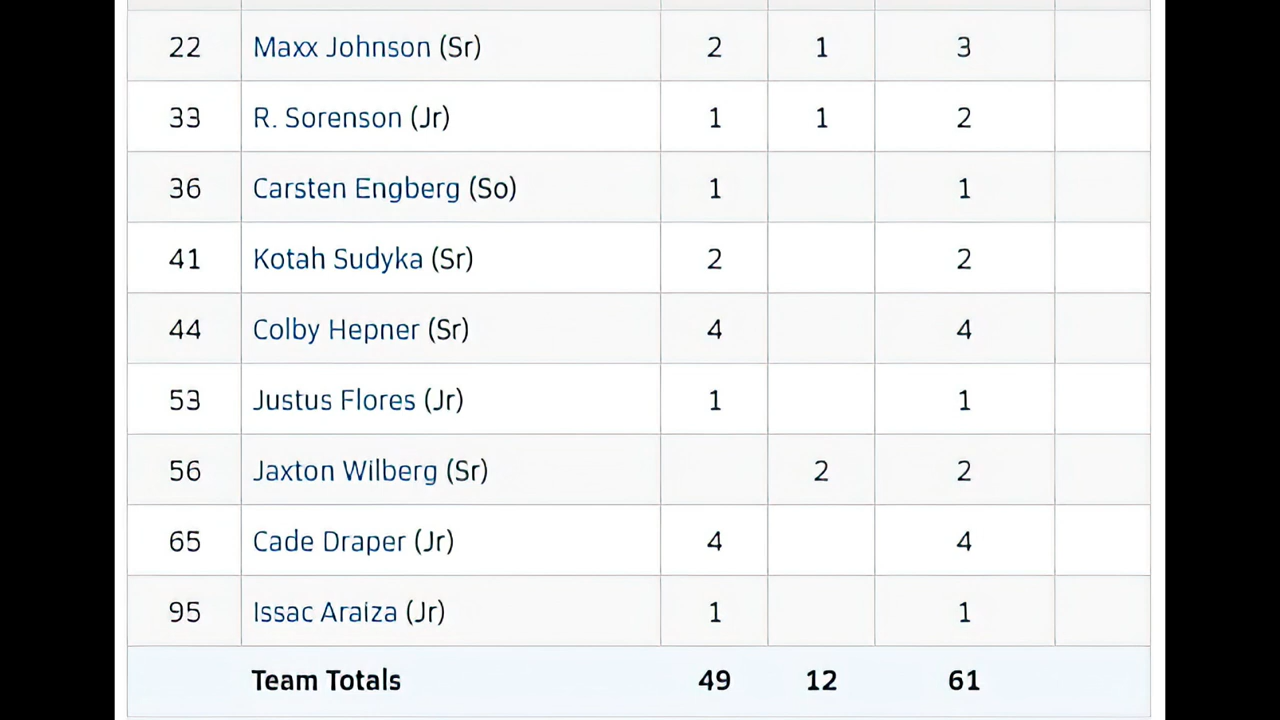 22 Maxx Johnson (Sr) 2 1 3
33 R. Sorenson (Jr) 1 1 2
36 Carsten Engberg (So) 1 1
41 Kotah Sudyka (Sr) 2 2
44 Colby Hepner (Sr) 4 4
53 Justus Flores (Jr) 1 1
56 Jaxton Wilberg (Sr) 2 2
65 Cade Draper (Jr) 4 4
95 Issac Araiza (Jr) 1 1
Team Totals 49 12 61